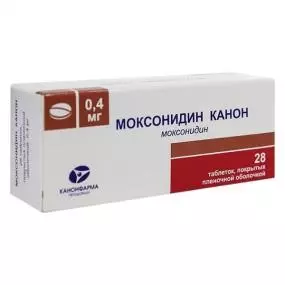 0,4
мг
МОКСОНИДИН КАНОН
моксонидин
28
таблеток, покрытых
пленочной оболочкой
КАНОНФАРМА